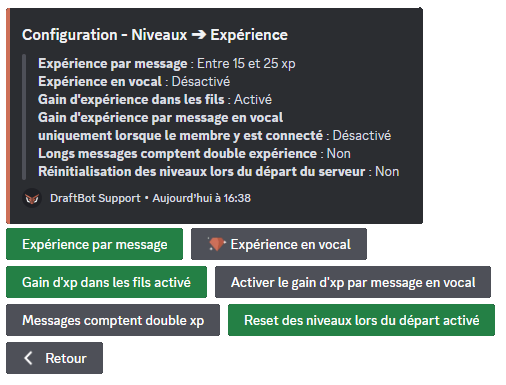 Configuration - Niveaux ➔ Expérience
Expérience par message : Entre 15 et 25 xp
Expérience en vocal : Désactivé
Gain d'expérience dans les fils : Activé
Gain d'expérience par message en vocal
uniquement lorsque le membre y est connecté : Désactivé
Longs messages comptent double expérience : Non
Réinitialisation des niveaux lors du départ du serveur : Non
DraftBot Support • Aujourd'hui à 16:38
Expérience par message
Expérience en vocal
Gain d'xp dans les fils activé
Activer le gain d'xp par message en vocal
Messages comptent double xp
Reset des niveaux lors du départ activé
Retour